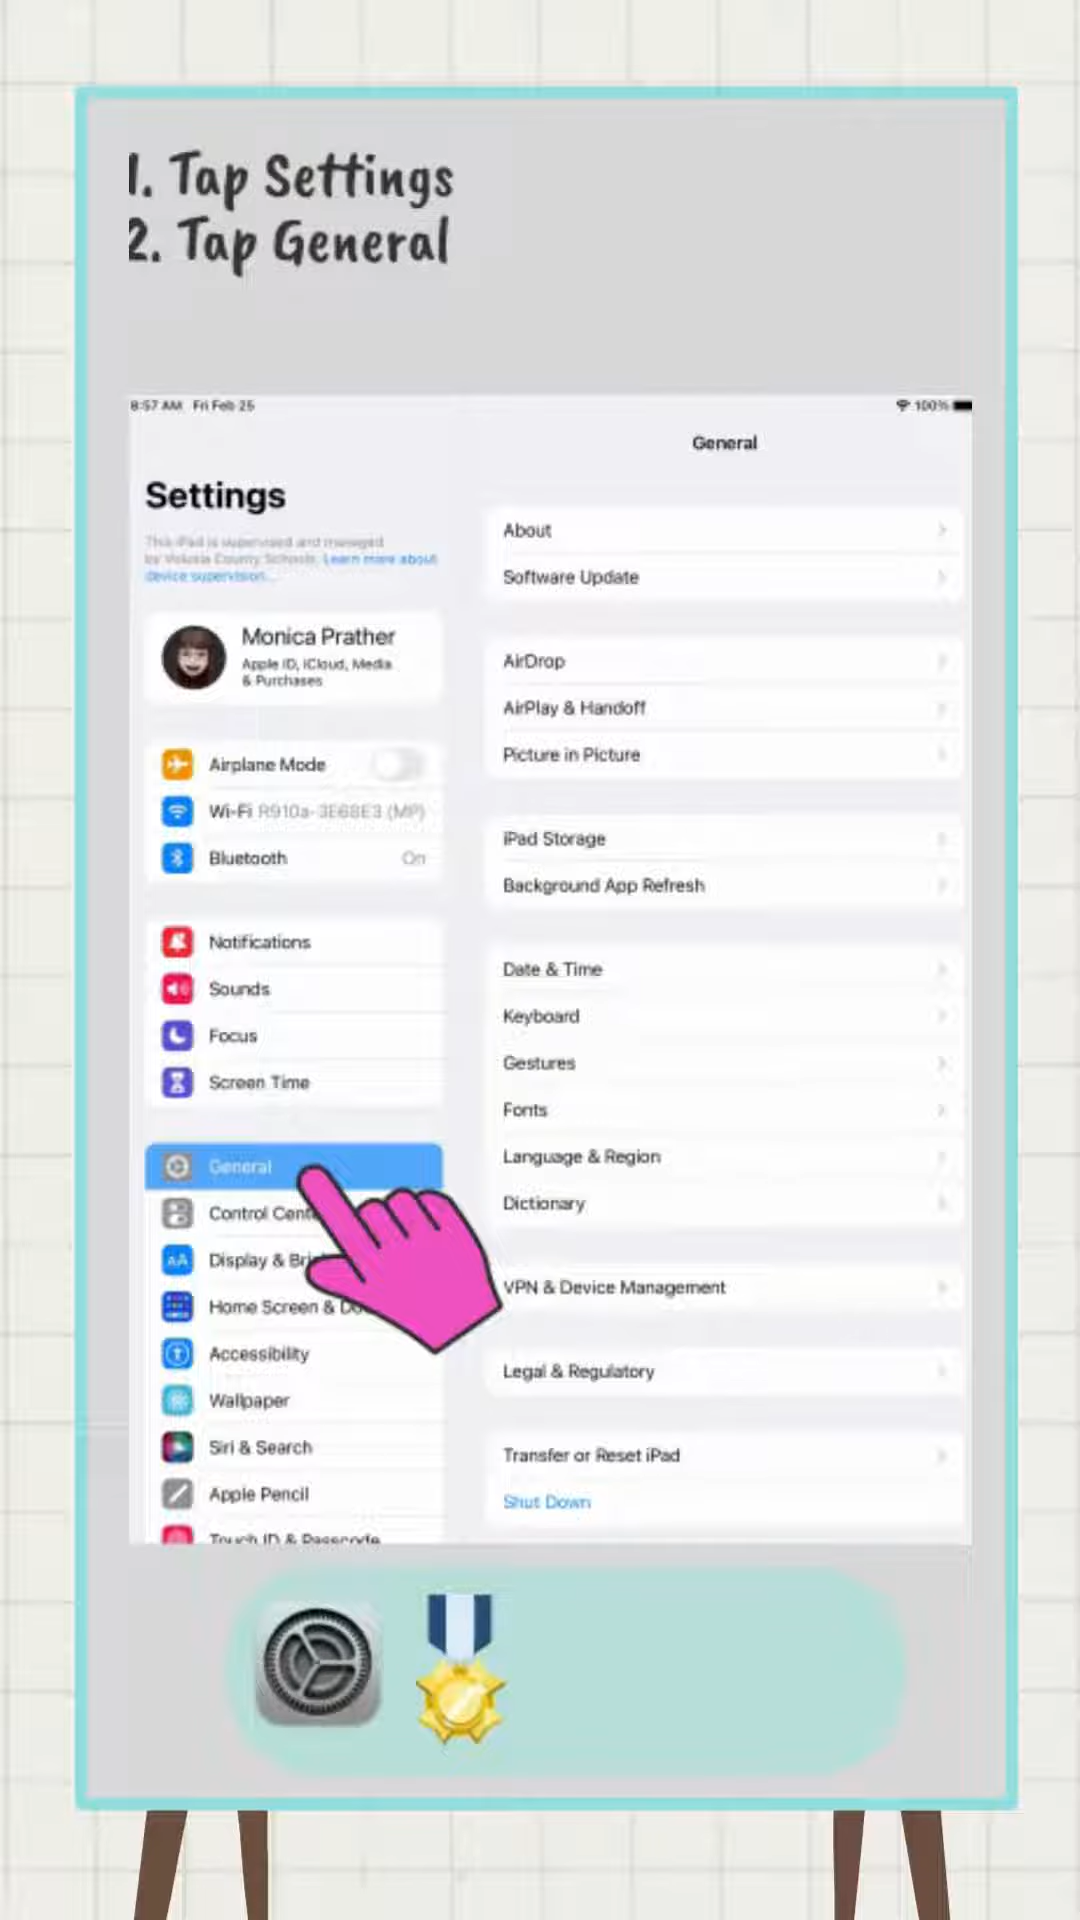 1. Tap Settings
2. Tap General
8:57 AM Fri Feb 25
100%
General
Settings
This iPad is supervised and managed
by Volusia County Schools. Learn more about
device supervision...
Monica Prather
Apple ID, iCloud, Media
& Purchases
Airplane Mode
Wi-Fi R910a-3E68E3 (MP)
Bluetooth On
Notifications
Sounds
Focus
Screen Time
General
Control Cent
Display & Bri
Home Screen & Do
Accessibility
Wallpaper
Siri & Search
Apple Pencil
Touch ID & Passcode
About
Software Update
AirDrop
AirPlay & Handoff
Picture in Picture
iPad Storage
Background App Refresh
Date & Time
Keyboard
Gestures
Fonts
Language & Region
Dictionary
VPN & Device Management
Legal & Regulatory
Transfer or Reset iPad
Shut Down